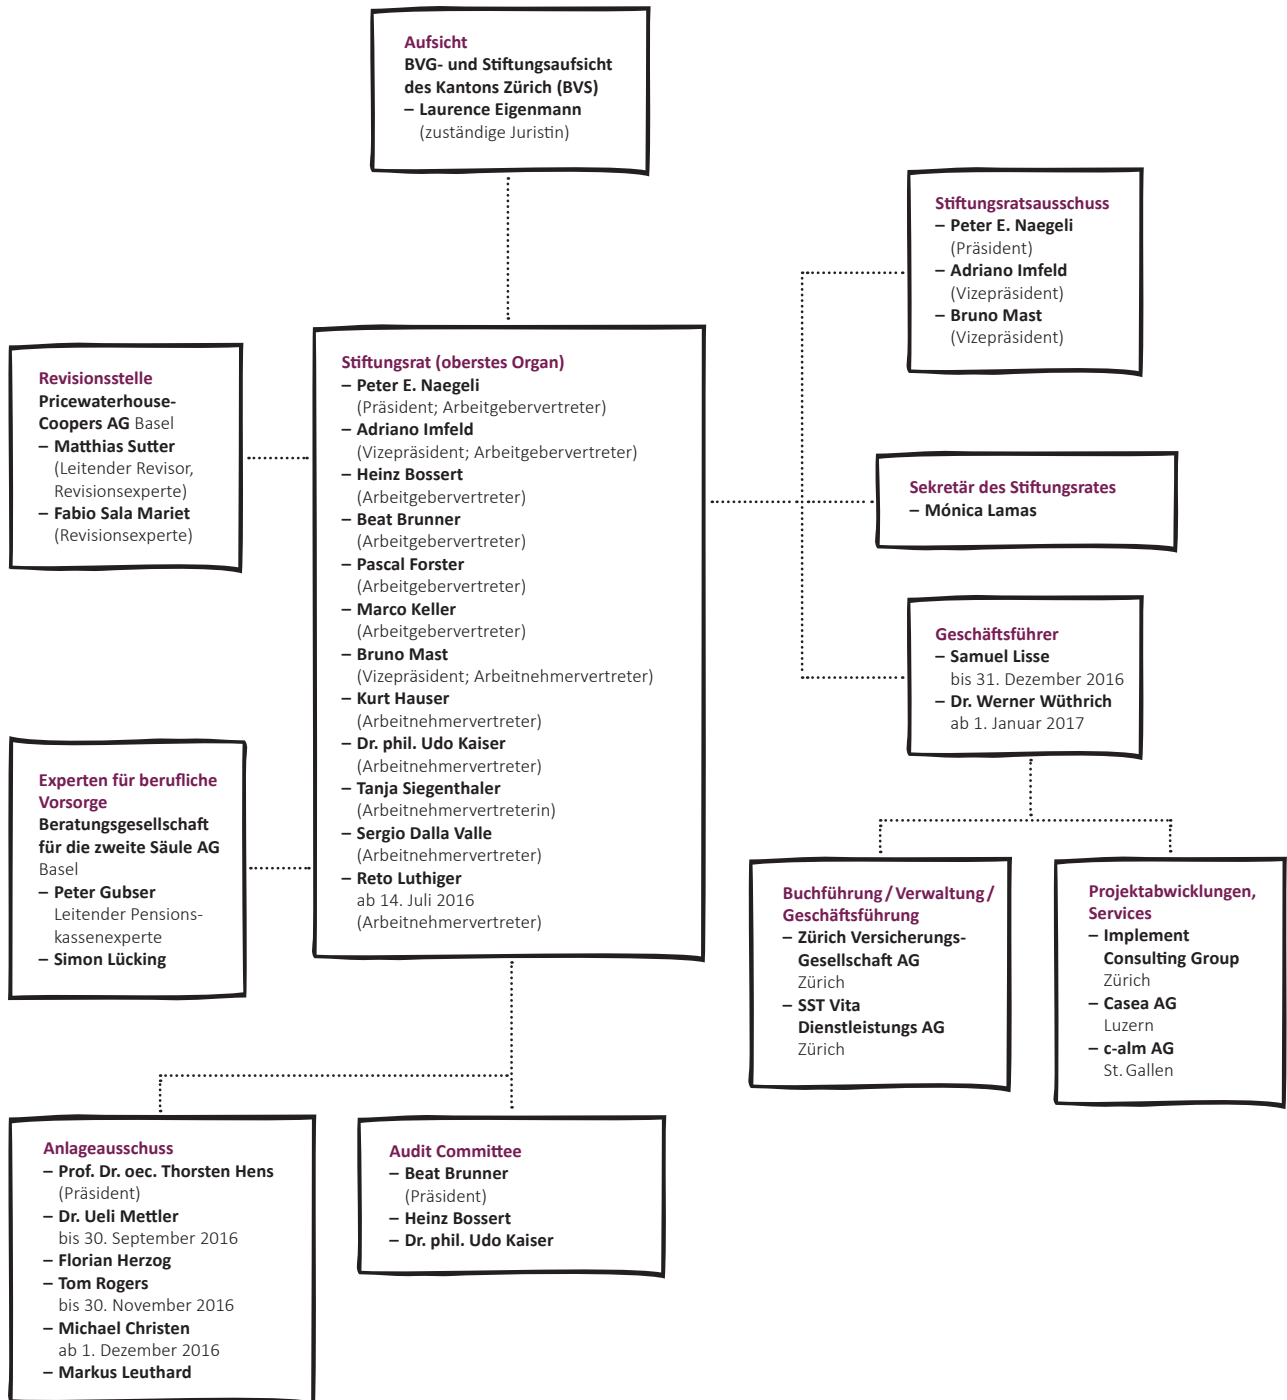 Aufsicht
BVG- und Stiftungsaufsicht
des Kantons Zürich (BVS)
– Laurence Eigenmann
(zuständige Juristin)
Stiftungsratsausschuss
– Peter E. Naegeli
(Präsident)
– Adriano Imfeld
(Vizepräsident)
– Bruno Mast
(Vizepräsident)
Revisionsstelle
Pricewaterhouse-
Coopers AG Basel
– Matthias Sutter
(Leitender Revisor,
Revisionsexperte)
– Fabio Sala Mariet
(Revisionsexperte)
Stiftungsrat (oberstes Organ)
– Peter E. Naegeli
(Präsident; Arbeitgebervertreter)
– Adriano Imfeld
(Vizepräsident; Arbeitgebervertreter)
– Heinz Bossert
(Arbeitgebervertreter)
– Beat Brunner
(Arbeitgebervertreter)
– Pascal Forster
(Arbeitgebervertreter)
– Marco Keller
(Arbeitgebervertreter)
– Bruno Mast
(Vizepräsident; Arbeitnehmervertreter)
– Kurt Hauser
(Arbeitnehmervertreter)
– Dr. phil. Udo Kaiser
(Arbeitnehmervertreter)
– Tanja Siegenthaler
(Arbeitnehmervertreterin)
– Sergio Dalla Valle
(Arbeitnehmervertreter)
– Reto Luthiger
ab 14. Juli 2016
(Arbeitnehmervertreter)
Sekretär des Stiftungsrates
– Mónica Lamas
Geschäftsführer
– Samuel Lisse
bis 31. Dezember 2016
– Dr. Werner Wüthrich
ab 1. Januar 2017
Experten für berufliche
Vorsorge
Beratungsgesellschaft
für die zweite Säule AG
Basel
– Peter Gubser
Leitender Pensions-
kassenexperte
– Simon Lücking
Buchführung / Verwaltung /
Geschäftsführung
– Zürich Versicherungs-
Gesellschaft AG
Zürich
– SST Vita
Dienstleistungs AG
Zürich
Projektabwicklungen,
Services
– Implement
Consulting Group
Zürich
– Casea AG
Luzern
– c-alm AG
St. Gallen
Anlageausschuss
– Prof. Dr. oec. Thorsten Hens
(Präsident)
– Dr. Ueli Mettler
bis 30. September 2016
– Florian Herzog
– Tom Rogers
bis 30. November 2016
– Michael Christen
ab 1. Dezember 2016
– Markus Leuthard
Audit Committee
– Beat Brunner
(Präsident)
– Heinz Bossert
– Dr. phil. Udo Kaiser